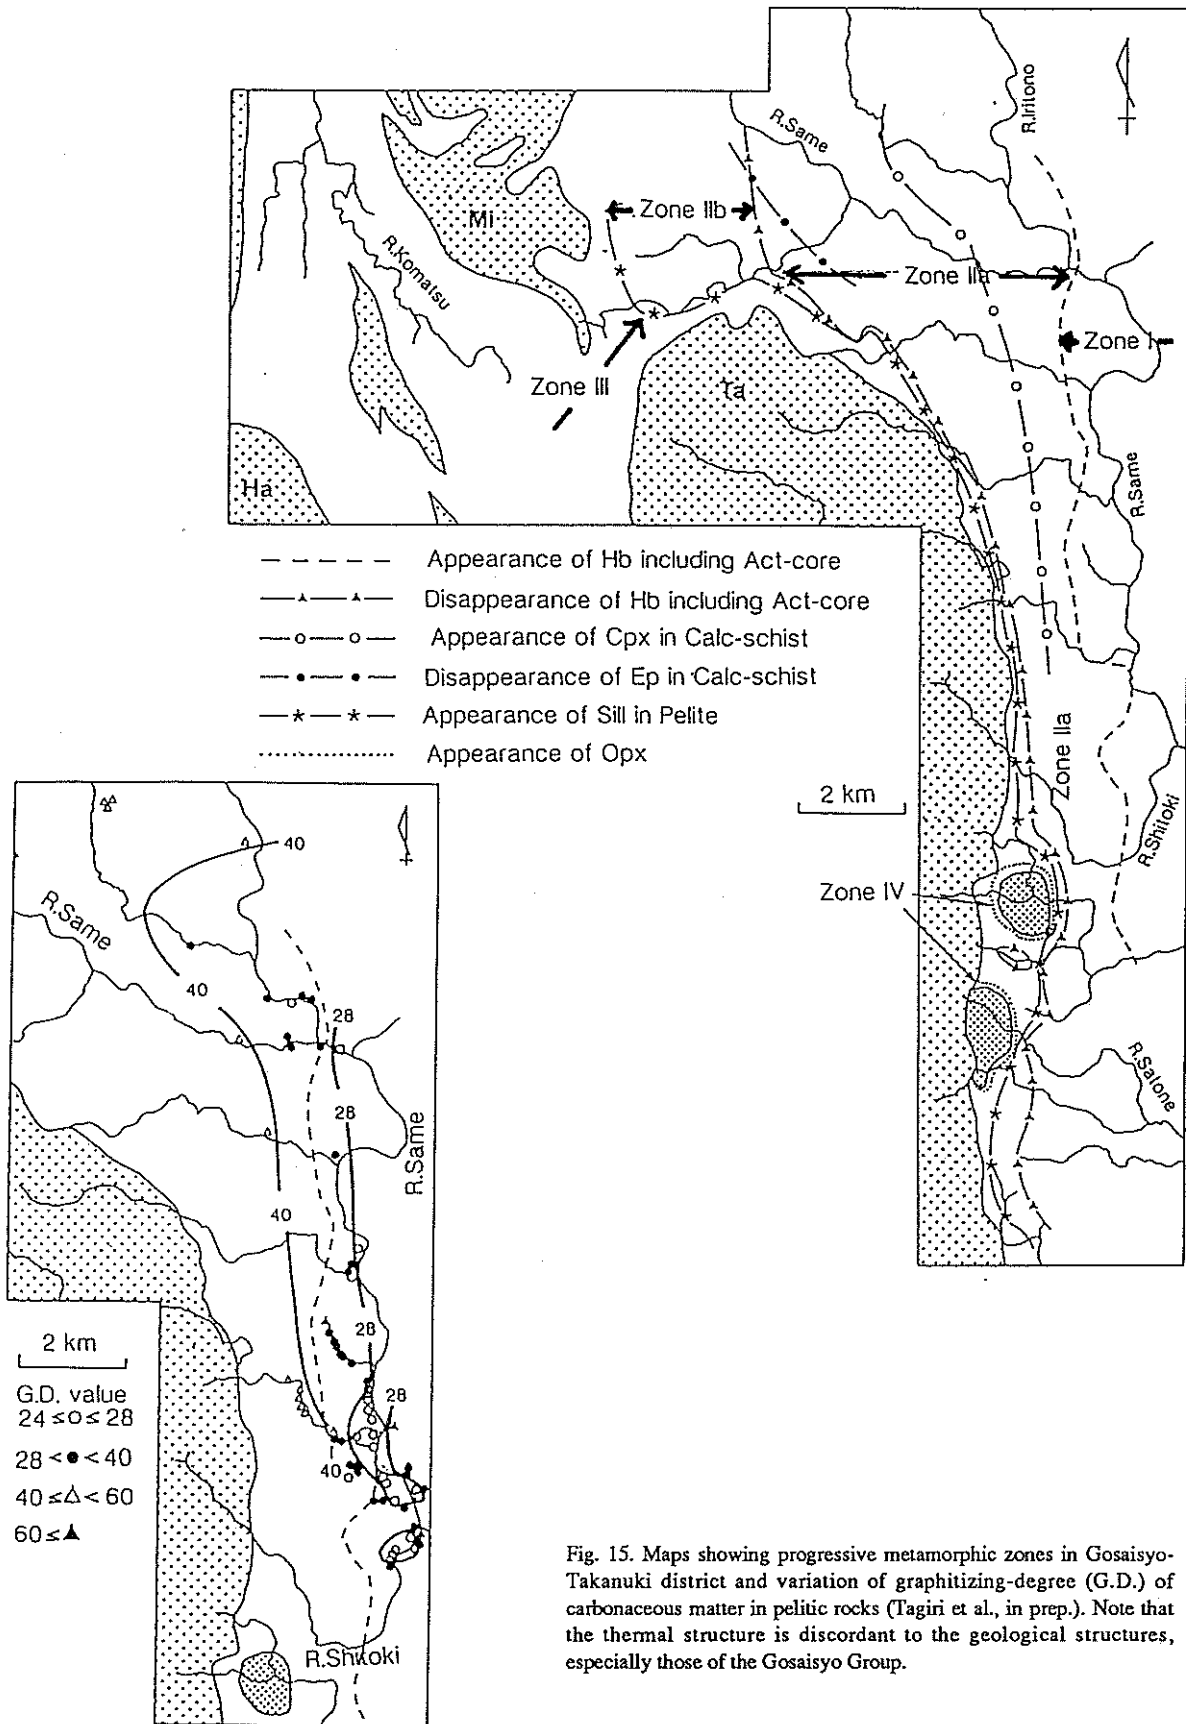 R.Iritono
R.Same
Mi
Zone IIb
R.Komatsu
Zone IIa
Zone I
Zone III
Ta
Ha
R.Same
Appearance of Hb including Act-core
Disappearance of Hb including Act-core
Appearance of Cpx in Calc-schist
Disappearance of Ep in Calc-schist
Appearance of Sill in Pelite
Appearance of Opx
Zone IIa
2 km
R.Shitoki
Zone IV
R.Satone
40
R.Same
40
28
28
R.Same
40
28
28
40
2 km
G.D. value
24 ≤ o ≤ 28
28 < ● < 40
40 ≤ △ < 60
60 ≤ ▲
R.Shitoki
Fig. 15. Maps showing progressive metamorphic zones in Gosaisyo-
Takanuki district and variation of graphitizing-degree (G.D.) of
carbonaceous matter in pelitic rocks (Tagiri et al., in prep.). Note that
the thermal structure is discordant to the geological structures,
especially those of the Gosaisyo Group.